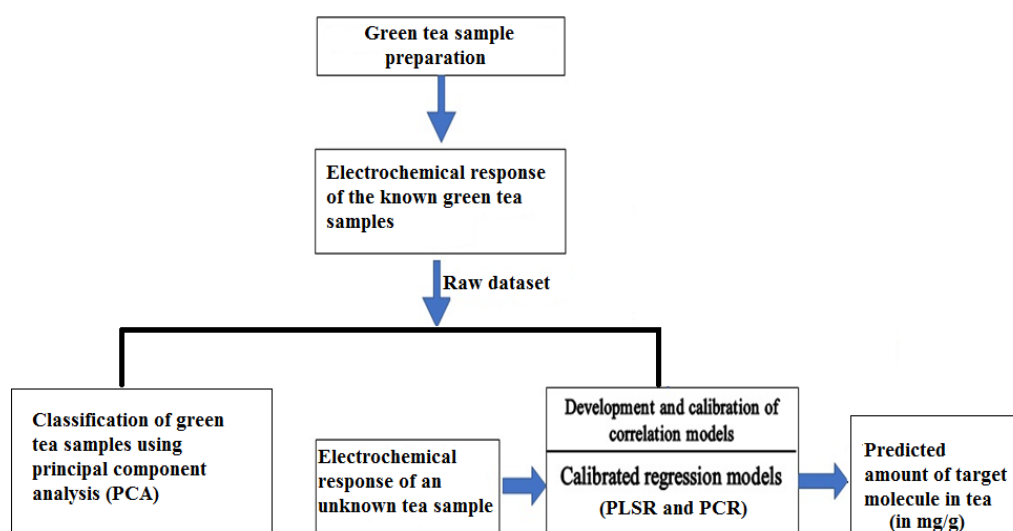 Green tea sample
preparation
Electrochemical response
of the known green tea
samples
Raw dataset
Classification of green
tea samples using
principal component
analysis (PCA)
Electrochemical
response of an
unknown tea sample
Development and calibration of
correlation models
Calibrated regression models
(PLSR and PCR)
Predicted
amount of target
molecule in tea
(in mg/g)